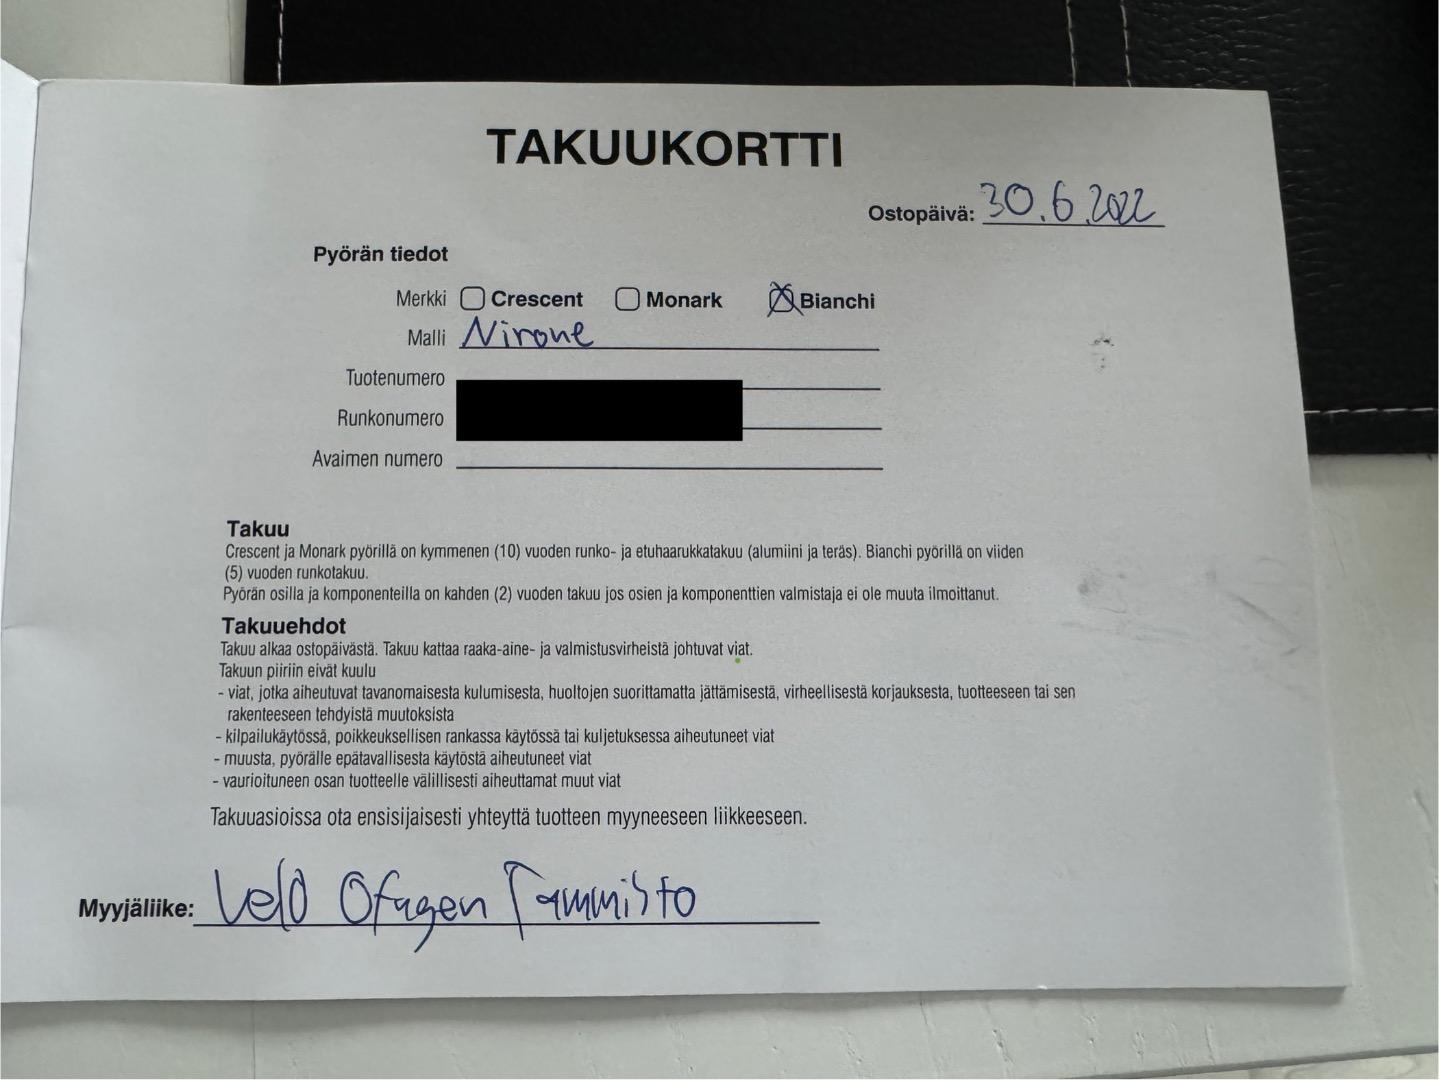 TAKUUKORTTI
Ostopäivä: 30.6.2022
Pyörän tiedot
Merkki Crescent Monark Bianchi
Malli Nirone
Tuotenumero
Runkonumero
Avaimen numero
Takuu
Crescent ja Monark pyörillä on kymmenen (10) vuoden runko- ja etuhaarukkatakuu (alumiini ja teräs). Bianchi pyörillä on viiden
(5) vuoden runkotakuu.
Pyörän osilla ja komponenteilla on kahden (2) vuoden takuu jos osien ja komponenttien valmistaja ei ole muuta ilmoittanut.
Takuuehdot
Takuu alkaa ostopäivästä. Takuu kattaa raaka-aine- ja valmistusvirheistä johtuvat viat.
Takuun piiriin eivät kuulu
- viat, jotka aiheutuvat tavanomaisesta kulumisesta, huoltojen suorittamatta jättämisestä, virheellisestä korjauksesta, tuotteeseen tai sen
rakenteeseen tehdyistä muutoksista
- kilpailukäytössä, poikkeuksellisen rankassa käytössä tai kuljetuksessa aiheutuneet viat
- muusta, pyörälle epätavallisesta käytöstä aiheutuneet viat
- vaurioituneen osan tuotteelle välillisesti aiheuttamat muut viat
Takuuasioissa ota ensisijaisesti yhteyttä tuotteen myyneeseen liikkeeseen.
Myyjäliike: Velo Tammisto